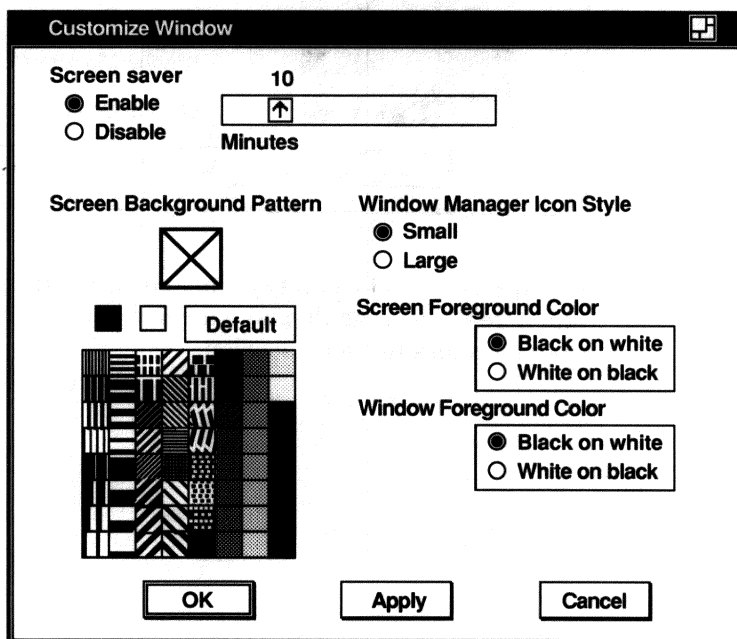 Customize Window
Screen saver
Enable
Disable
10
Minutes
Screen Background Pattern
Default
Window Manager Icon Style
Small
Large
Screen Foreground Color
Black on white
White on black
Window Foreground Color
Black on white
White on black
OK
Apply
Cancel